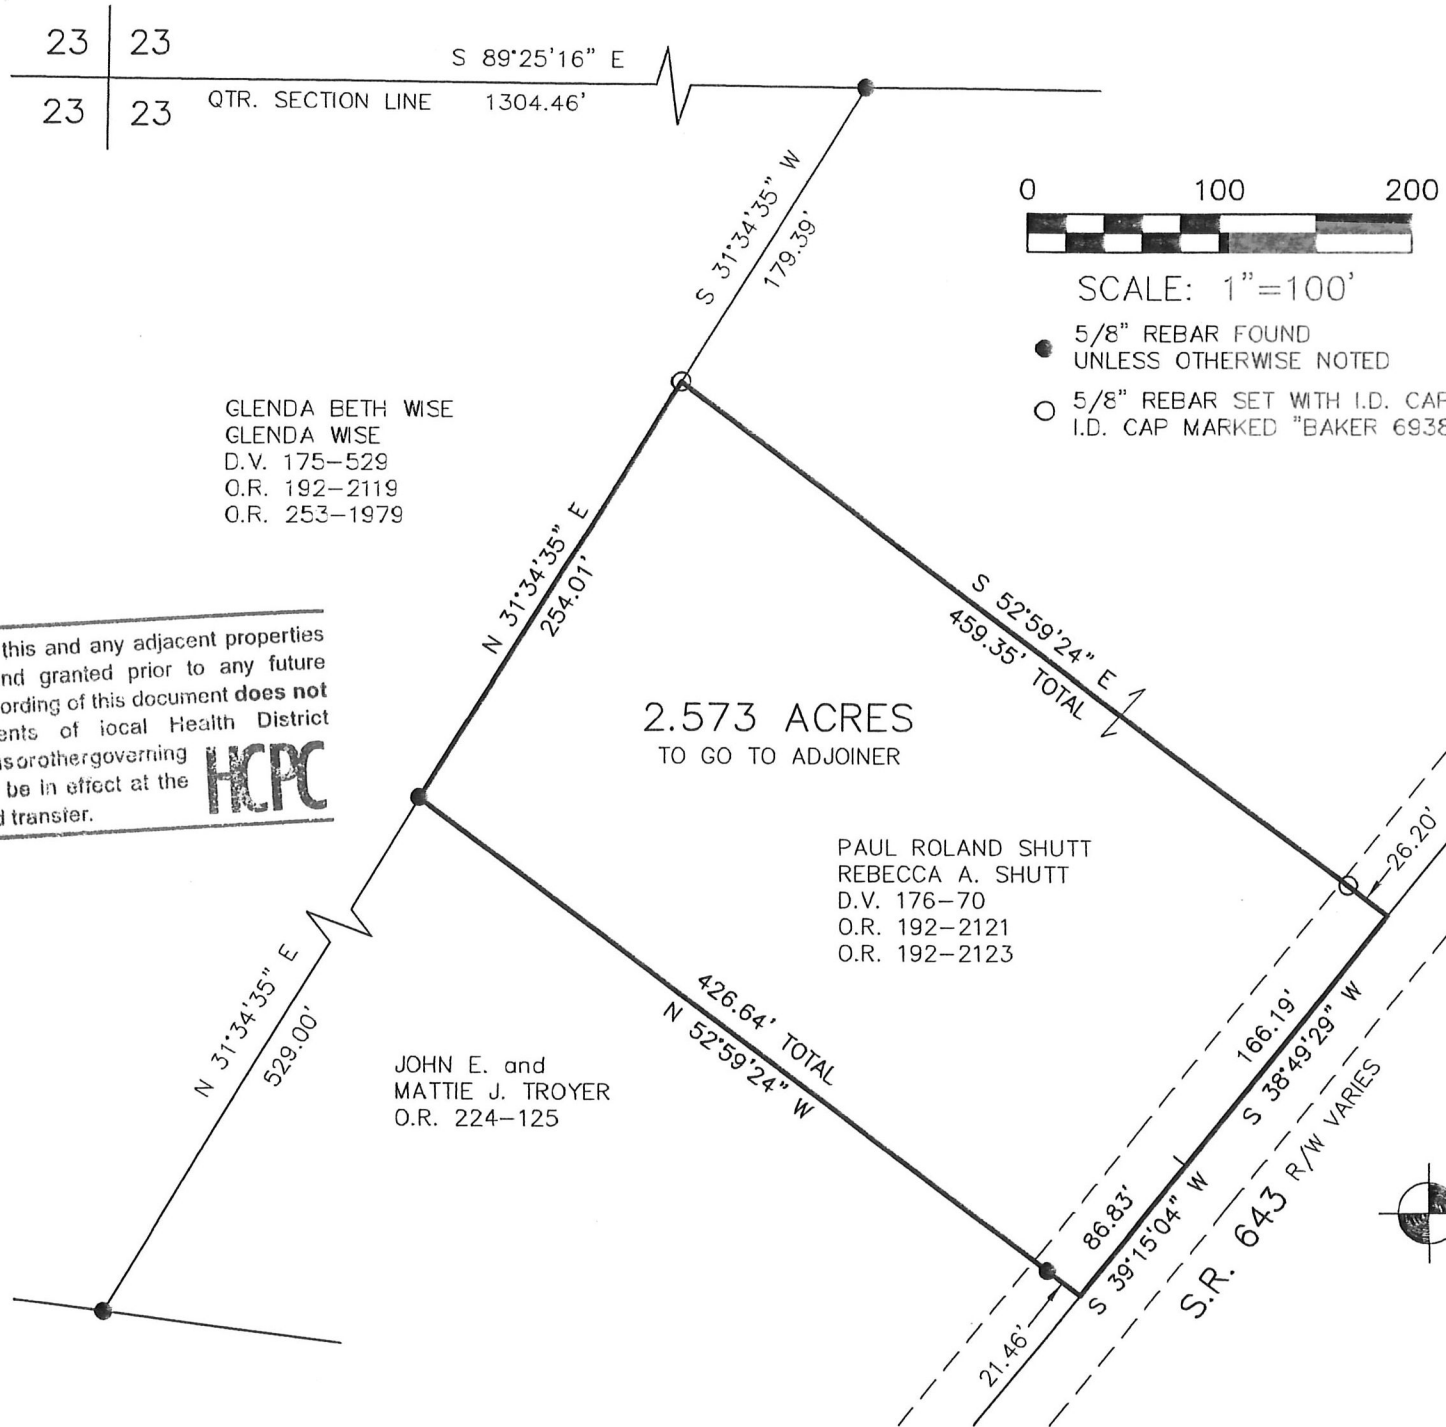 23 23
S 89°25'16" E
23 23
QTR. SECTION LINE 1304.46'
S 31°34'35" W
179.39'
0 100 200
SCALE: 1"=100'
5/8" REBAR FOUND
UNLESS OTHERWISE NOTED
5/8" REBAR SET WITH I.D. CAP
I.D. CAP MARKED "BAKER 6938
GLENDA BETH WISE
GLENDA WISE
D.V. 175-529
O.R. 192-2119
O.R. 253-1979
N 31°34'35" E
254.01'
S 52°59'24" E
459.35' TOTAL
this and any adjacent properties
nd granted prior to any future
ording of this document does not
ents of local Health District
isorothergoverning
be in effect at the
d transfer.
HCPC
2.573 ACRES
TO GO TO ADJOINER
PAUL ROLAND SHUTT
REBECCA A. SHUTT
D.V. 176-70
O.R. 192-2121
O.R. 192-2123
26.20'
426.64' TOTAL
N 52°59'24" W
N 31°34'35" E
529.00'
JOHN E. and
MATTIE J. TROYER
O.R. 224-125
166.19'
S 38°49'29" W
86.83'
S 39°15'04" W
S.R. 643 R/W VARIES
21.46'